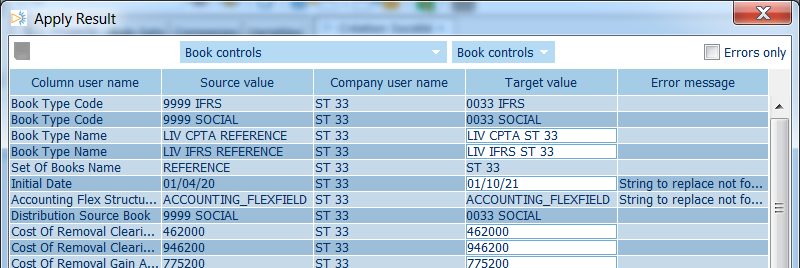 Apply Result
Book controls Book controls Errors only
Column user name Source value Company user name Target value Error message
Book Type Code 9999 IFRS ST 33 0033 IFRS
Book Type Code 9999 SOCIAL ST 33 0033 SOCIAL
Book Type Name LIV CPTA REFERENCE ST 33 LIV CPTA ST 33
Book Type Name LIV IFRS REFERENCE ST 33 LIV IFRS ST 33
Set Of Books Name REFERENCE ST 33 ST 33
Initial Date 01/04/20 ST 33 01/10/21 String to replace not fo...
Accounting Flex Structu... ACCOUNTING_FLEXFIELD ST 33 ACCOUNTING_FLEXFIELD String to replace not fo...
Distribution Source Book 9999 SOCIAL ST 33 0033 SOCIAL
Cost Of Removal Cleari... 462000 ST 33 462000
Cost Of Removal Cleari... 946200 ST 33 946200
Cost Of Removal Gain A... 775200 ST 33 775200